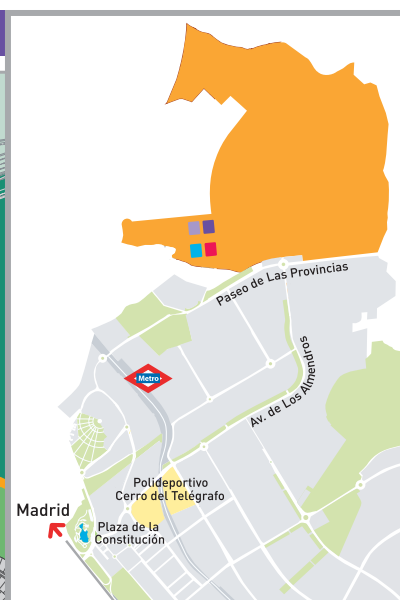 Paseo de Las Provincias
Av. de Los Almendros
Metro
Polideportivo
Cerro del Telégrafo
Madrid
Plaza de la
Constitución